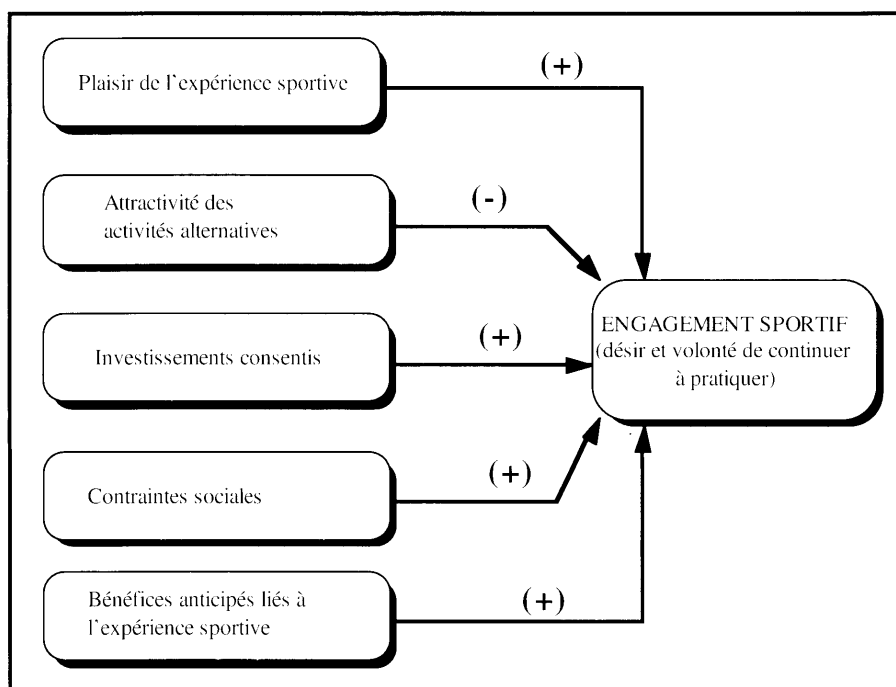 Plaisir de l'expérience sportive
(+)
Attractivité des
activités alternatives
(-)
Investissements consentis
(+)
ENGAGEMENT SPORTIF
(désir et volonté de continuer
à pratiquer)
Contraintes sociales
(+)
Bénéfices anticipés liés à
l'expérience sportive
(+)